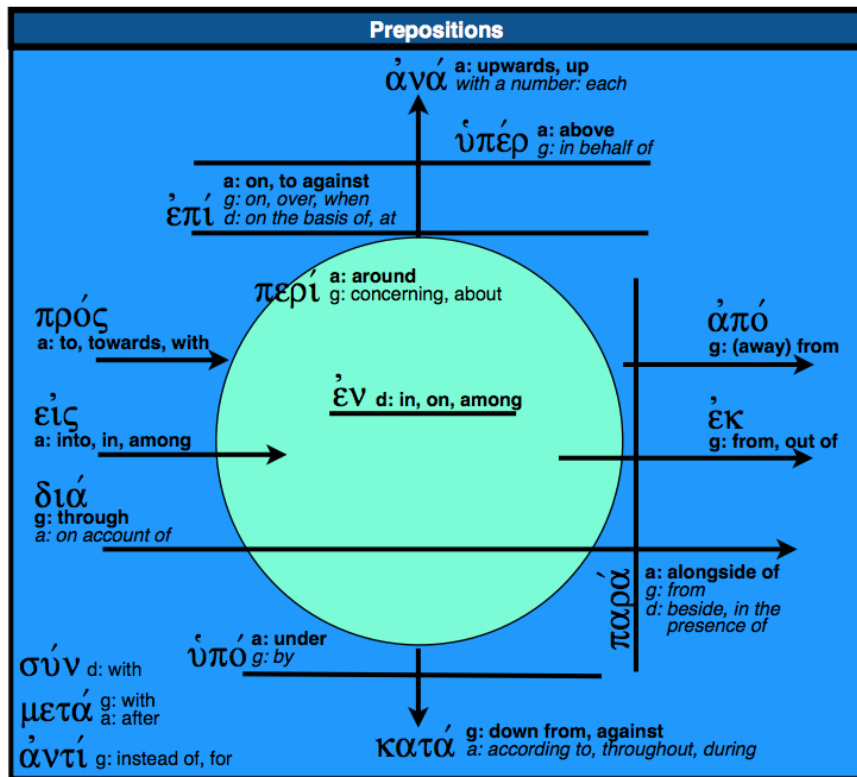 Prepositions
ἀνά a: upwards, up
with a number: each
ὑπέρ a: above
g: in behalf of
ἐπί a: on, to against
g: on, over, when
d: on the basis of, at
περί a: around
g: concerning, about
πρός
a: to, towards, with
ἀπό
g: (away) from
ἐν d: in, on, among
εἰς
a: into, in, among
ἐκ
g: from, out of
διά
g: through
a: on account of
παρά a: alongside of
g: from
d: beside, in the
presence of
ὑπό a: under
g: by
σύν d: with
μετά g: with
a: after
κατά g: down from, against
a: according to, throughout, during
ἀντί g: instead of, for